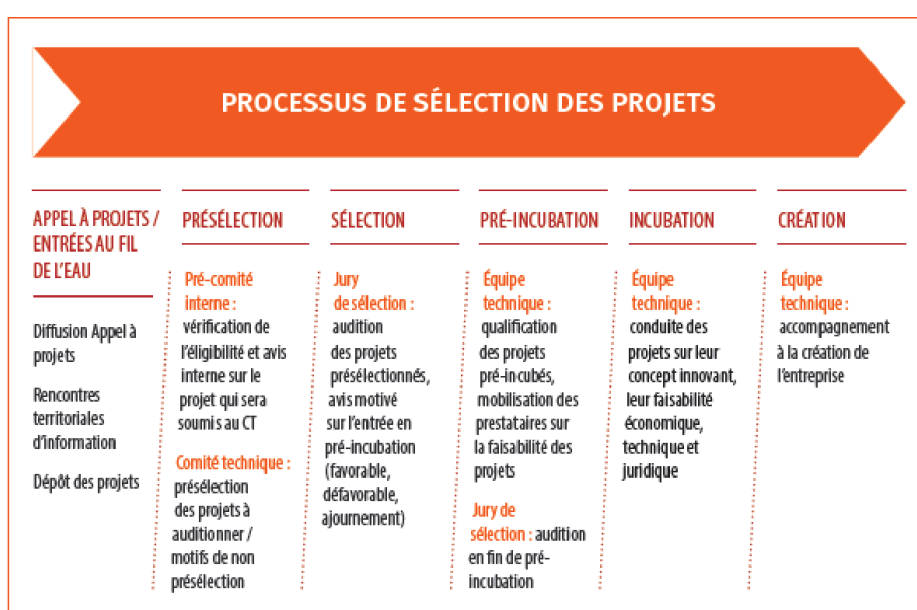 PROCESSUS DE SÉLECTION DES PROJETS
APPEL À PROJETS /
ENTRÉES AU FIL
DE L'EAU
Diffusion Appel à
projets
Rencontres
territoriales
d'information
Dépôt des projets
PRÉSÉLECTION
Pré-comité
interne :
vérification de
l'éligibilité et avis
interne sur le
projet qui sera
soumis au CT
Comité technique :
présélection
des projets à
auditionner /
motifs de non
présélection
SÉLECTION
Jury
de sélection :
audition
des projets
présélectionnés,
avis motivé
sur l'entrée en
pré-incubation
(favorable,
défavorable,
ajournement)
PRÉ-INCUBATION
Équipe
technique :
qualification
des projets
pré-incubés,
mobilisation des
prestataires sur
la faisabilité des
projets
Jury de
sélection : audition
en fin de pré-
incubation
INCUBATION
Équipe
technique :
conduite des
projets sur leur
concept innovant,
leur faisabilité
économique,
technique et
juridique
CRÉATION
Équipe
technique :
accompagnement
à la création de
l'entreprise